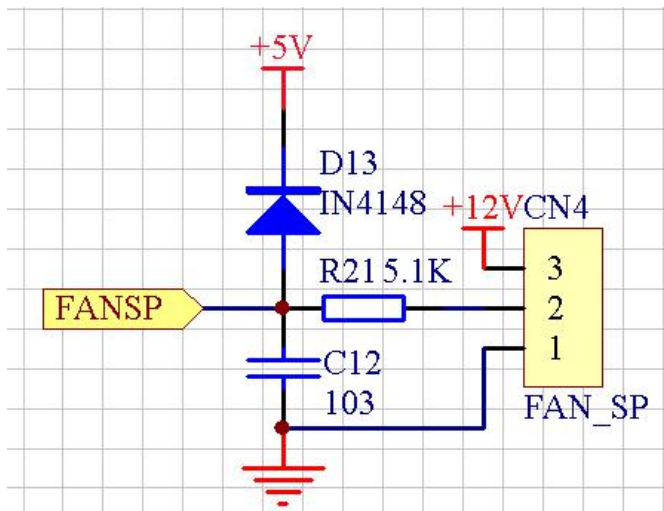 +5V
D13
IN4148
+12V CN4
3
R21 5.1K
FANSP
2
1
C12
103
FAN_SP